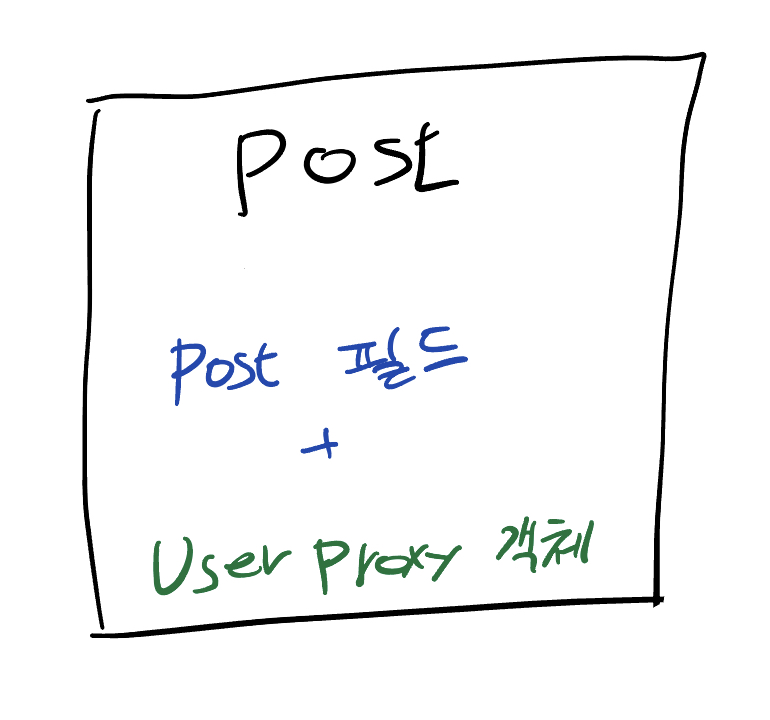 Post
Post 필드
+
User Proxy 객체